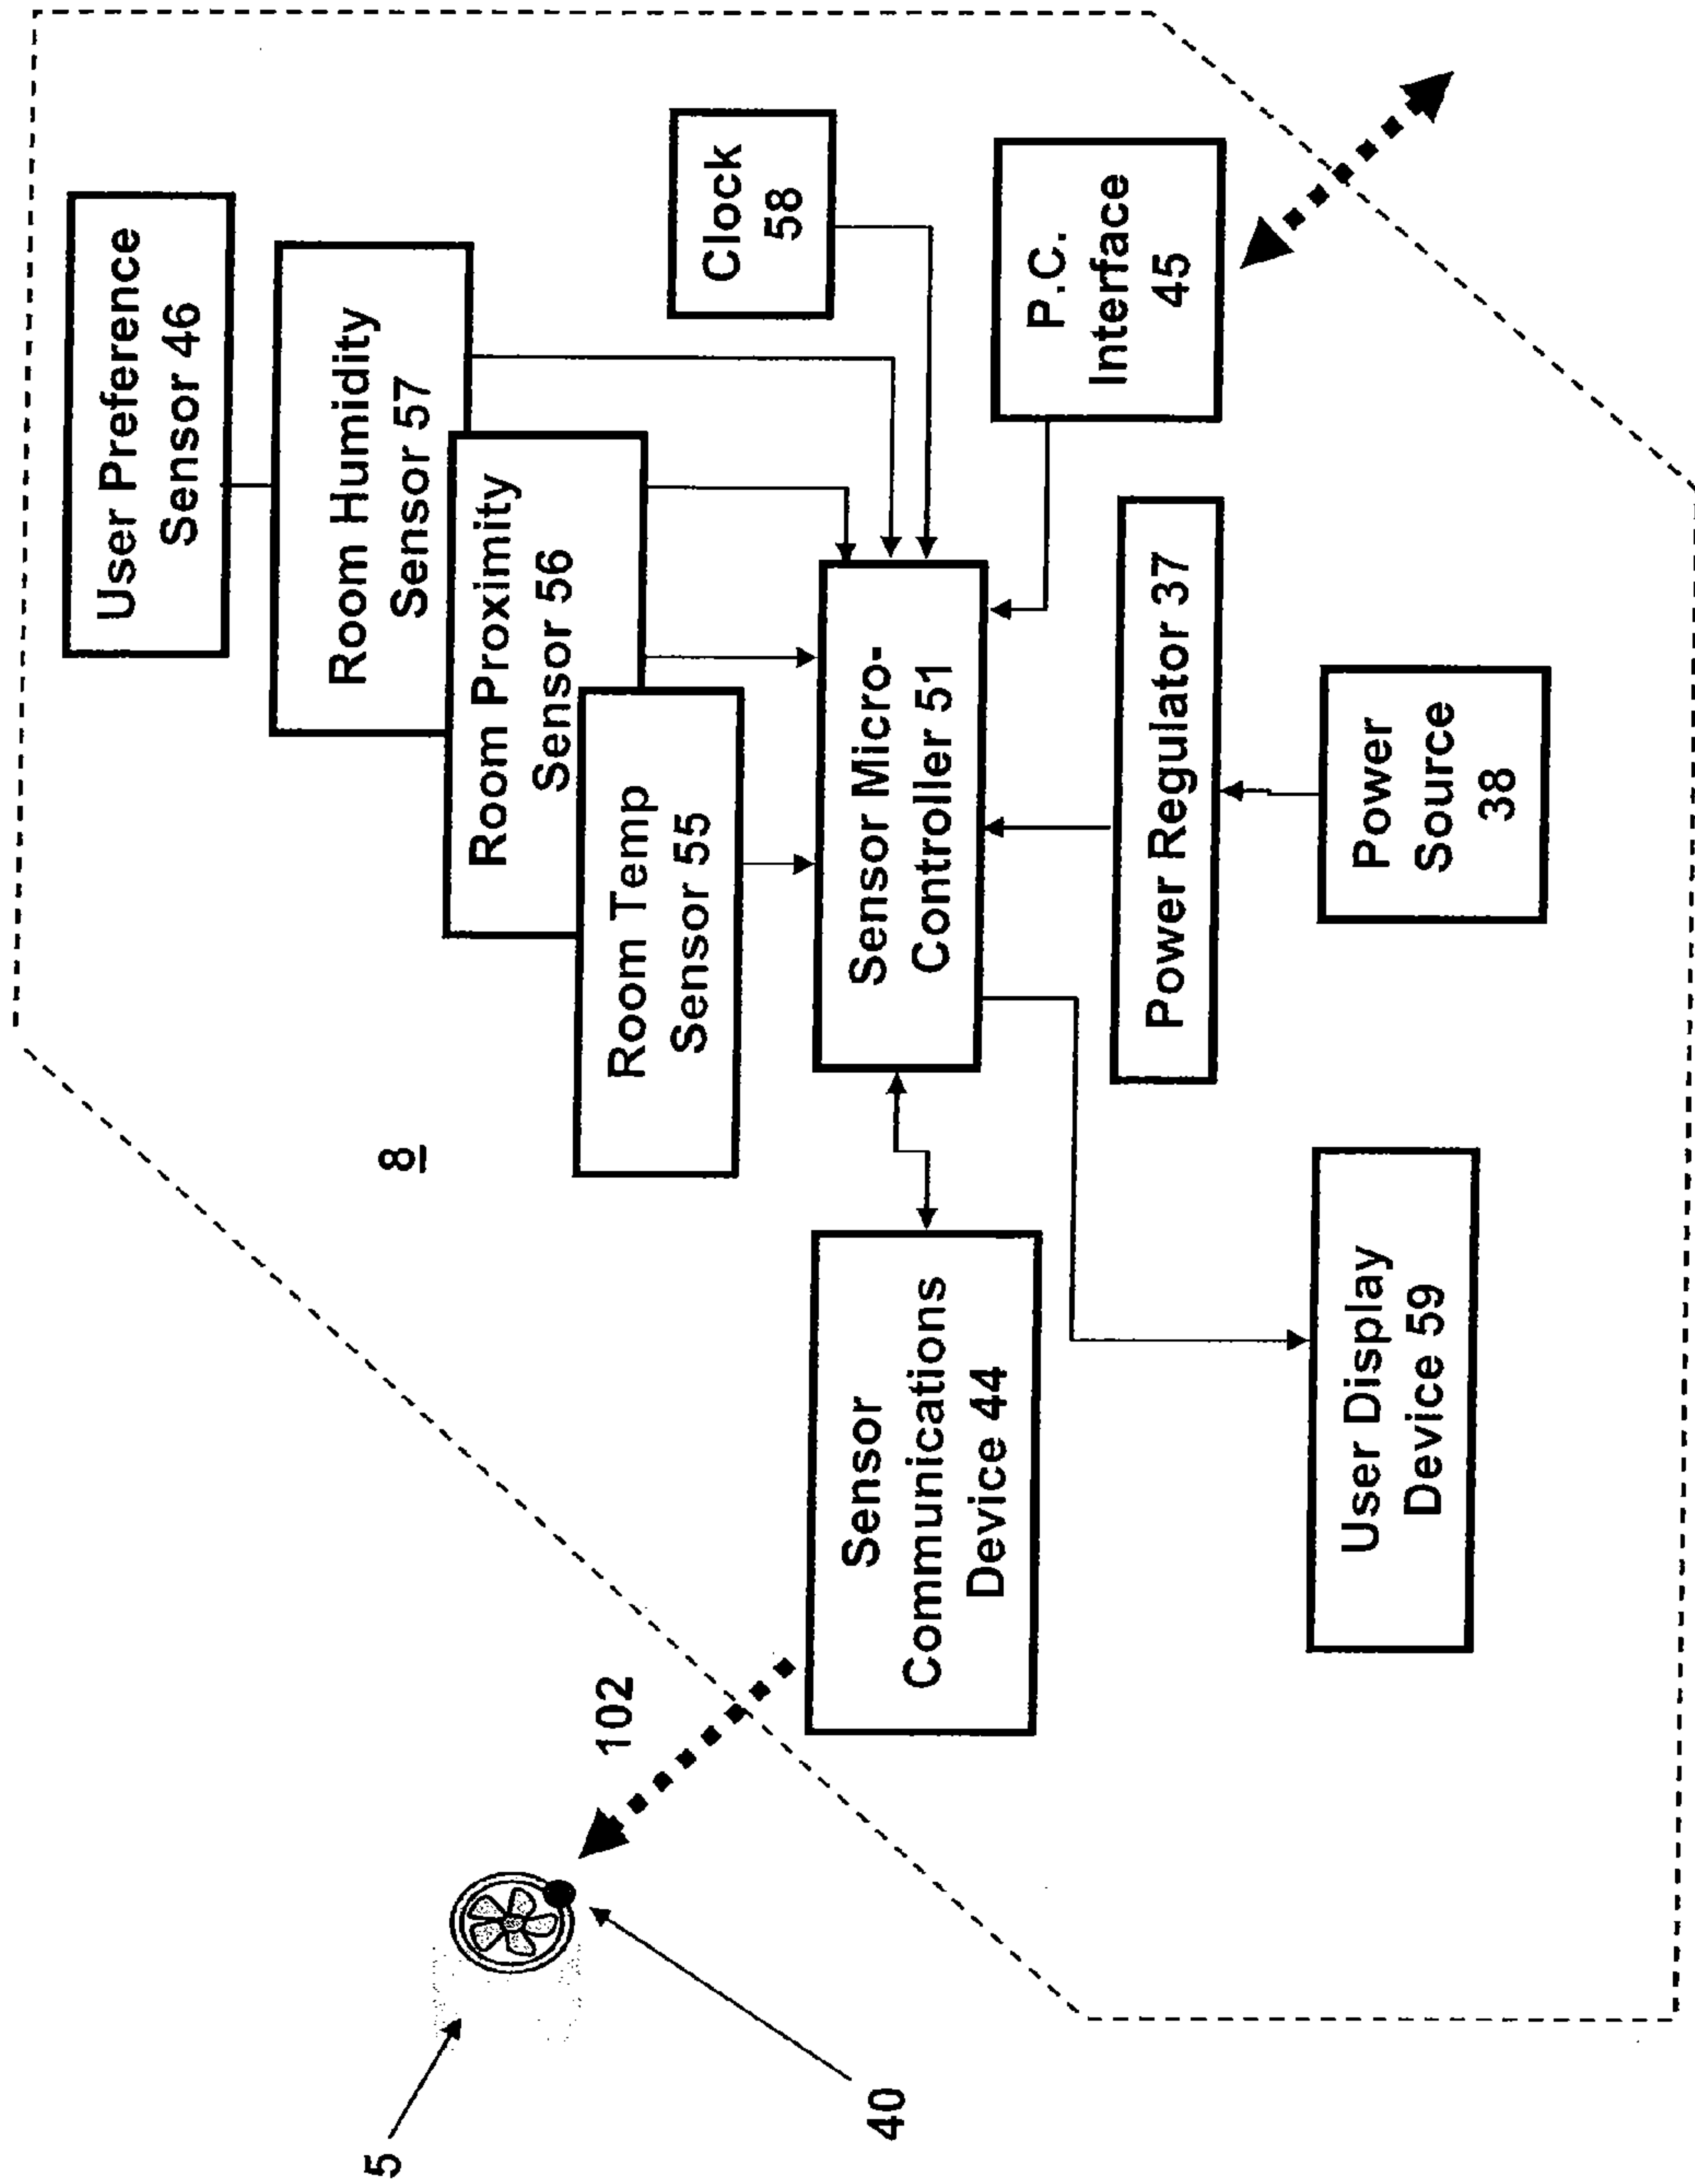 User Preference
Sensor 46
Room Humidity
Sensor 57
Room Proximity
Sensor 56
Room Temp
Sensor 55
Clock
58
P.C.
Interface
45
Sensor Micro-
Controller 51
Power Regulator 37
Power
Source
38
8
Sensor
Communications
Device 44
User Display
Device 59
102
5
40